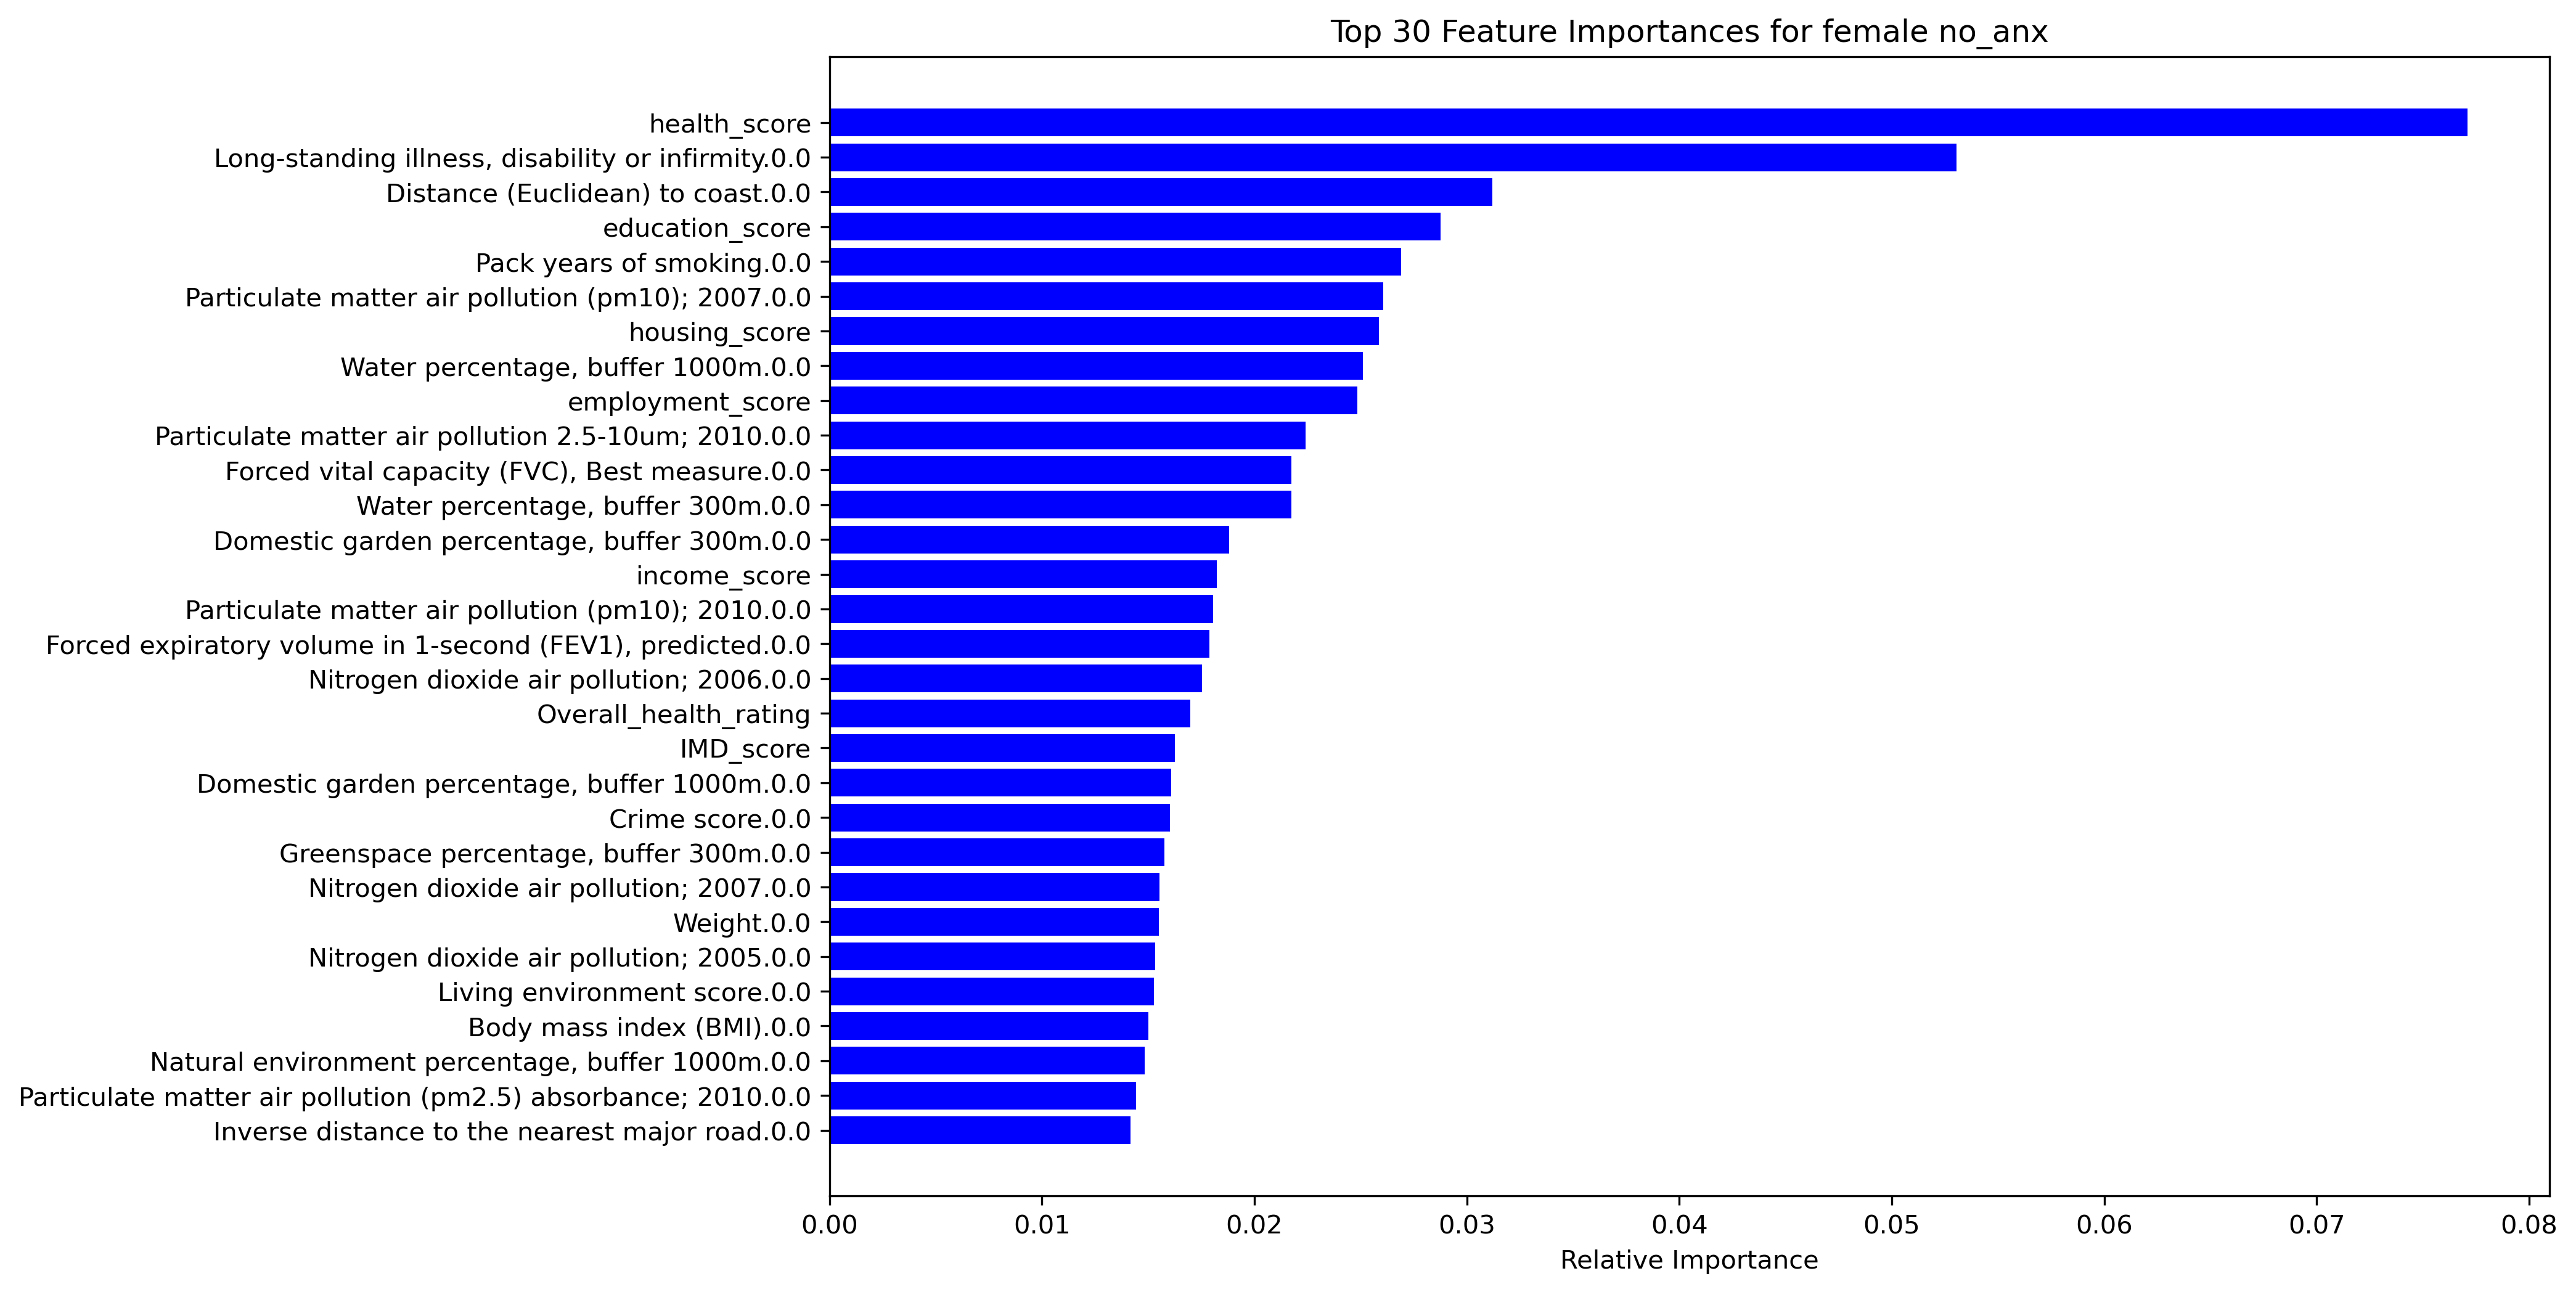 Top 30 Feature Importances for female no_anx
health_score
Long-standing illness, disability or infirmity.0.0
Distance (Euclidean) to coast.0.0
education_score
Pack years of smoking.0.0
Particulate matter air pollution (pm10); 2007.0.0
housing_score
Water percentage, buffer 1000m.0.0
employment_score
Particulate matter air pollution 2.5-10um; 2010.0.0
Forced vital capacity (FVC), Best measure.0.0
Water percentage, buffer 300m.0.0
Domestic garden percentage, buffer 300m.0.0
income_score
Particulate matter air pollution (pm10); 2010.0.0
Forced expiratory volume in 1-second (FEV1), predicted.0.0
Nitrogen dioxide air pollution; 2006.0.0
Overall_health_rating
IMD_score
Domestic garden percentage, buffer 1000m.0.0
Crime score.0.0
Greenspace percentage, buffer 300m.0.0
Nitrogen dioxide air pollution; 2007.0.0
Weight.0.0
Nitrogen dioxide air pollution; 2005.0.0
Living environment score.0.0
Body mass index (BMI).0.0
Natural environment percentage, buffer 1000m.0.0
Particulate matter air pollution (pm2.5) absorbance; 2010.0.0
Inverse distance to the nearest major road.0.0
0.00 0.01 0.02 0.03 0.04 0.05 0.06 0.07 0.08
Relative Importance